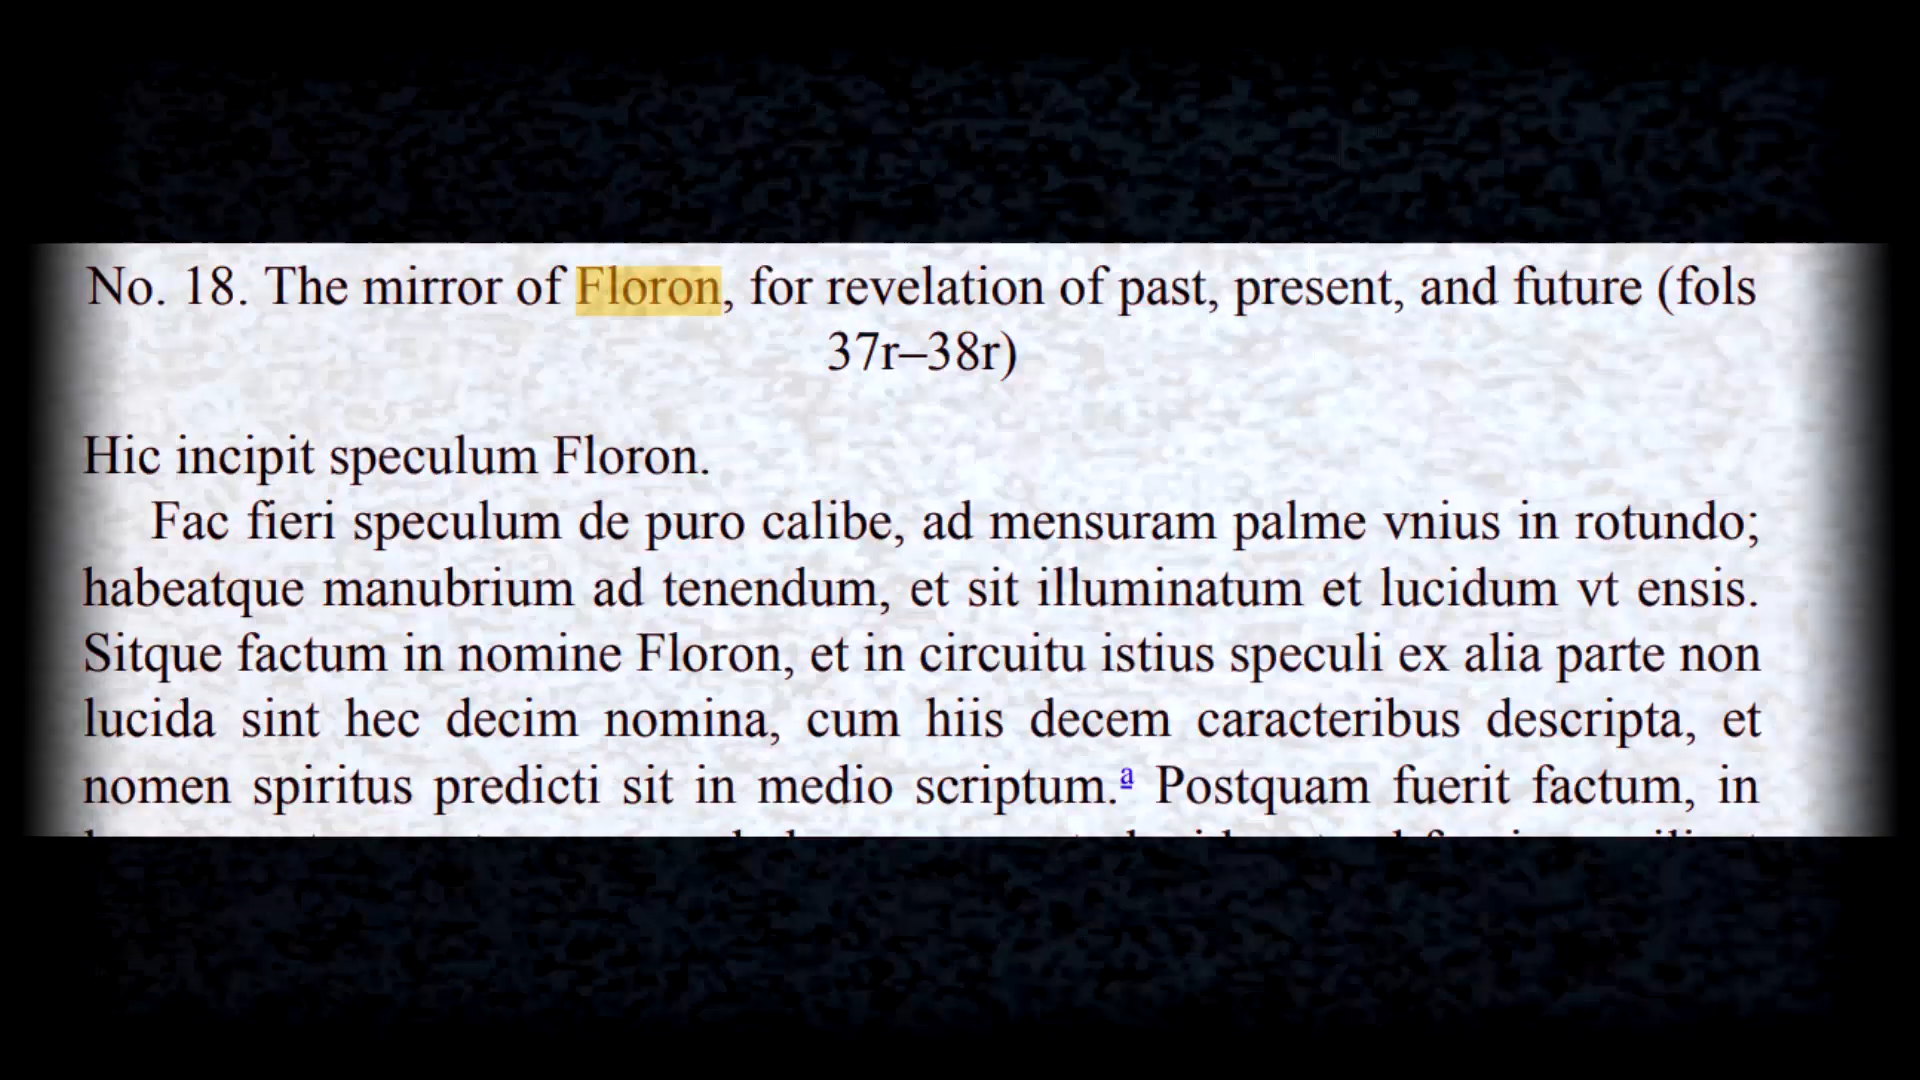 No. 18. The mirror of Floron, for revelation of past, present, and future (fols
37r–38r)
Hic incipit speculum Floron.
Fac fieri speculum de puro calibe, ad mensuram palme vnius in rotundo;
habeatque manubrium ad tenendum, et sit illuminatum et lucidum vt ensis.
Sitque factum in nomine Floron, et in circuitu istius speculi ex alia parte non
lucida sint hec decim nomina, cum hiis decem caracteribus descripta, et
nomen spiritus predicti sit in medio scriptum.a Postquam fuerit factum, in